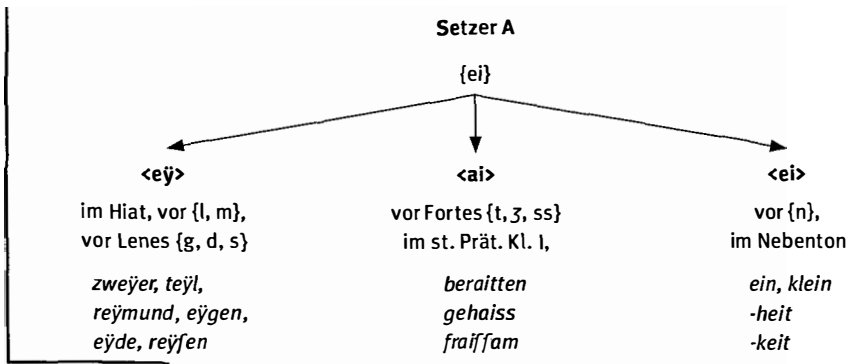 Setzer A
{ei}
<eÿ> <ai> <ei>
im Hiat, vor {l, m}, vor Fortes {t, ʒ, ss} vor {n},
vor Lenes {g, d, s} im st. Prät. Kl. I, im Nebenton
zweÿer, teÿl, beraitten ein, klein
reÿmund, eÿgen, gehaiss -heit
eÿde, reÿſen fraiſſam -keit